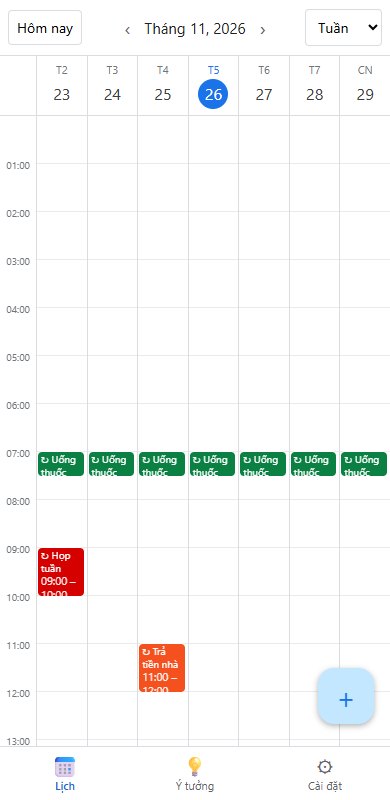 Hôm nay
‹ Tháng 11, 2026 ›
Tuần
T2 T3 T4 T5 T6 T7 CN
23 24 25 26 27 28 29
01:00
02:00
03:00
04:00
05:00
06:00
07:00
↻ Uống thuốc
↻ Uống thuốc
↻ Uống thuốc
↻ Uống thuốc
↻ Uống thuốc
↻ Uống thuốc
↻ Uống thuốc
08:00
09:00
↻ Họp
tuần
09:00 –
10:00
10:00
11:00
↻ Trả
tiền nhà
11:00 –
12:00
12:00
13:00
+
Lịch
Ý tưởng
Cài đặt